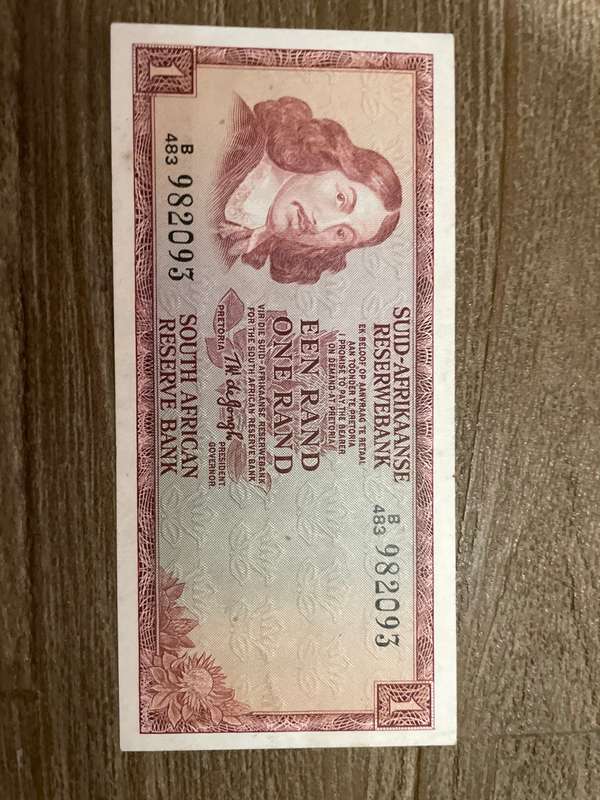 1
SUID-AFRIKAANSE
RESERWEBANK
EK BELOOF OP AANVRAAG TE BETAAL
AAN TOONDER TE PRETORIA
I PROMISE TO PAY THE BEARER
ON DEMAND AT PRETORIA
B
483 982093
EEN RAND
ONE RAND
VIR DIE SUID-AFRIKAANSE RESERWEBANK
FOR THE SOUTH AFRICAN RESERVE BANK
PRETORIA
T W de Jongh
PRESIDENT.
GOVERNOR
B
483 982093
SOUTH AFRICAN
RESERVE BANK
1